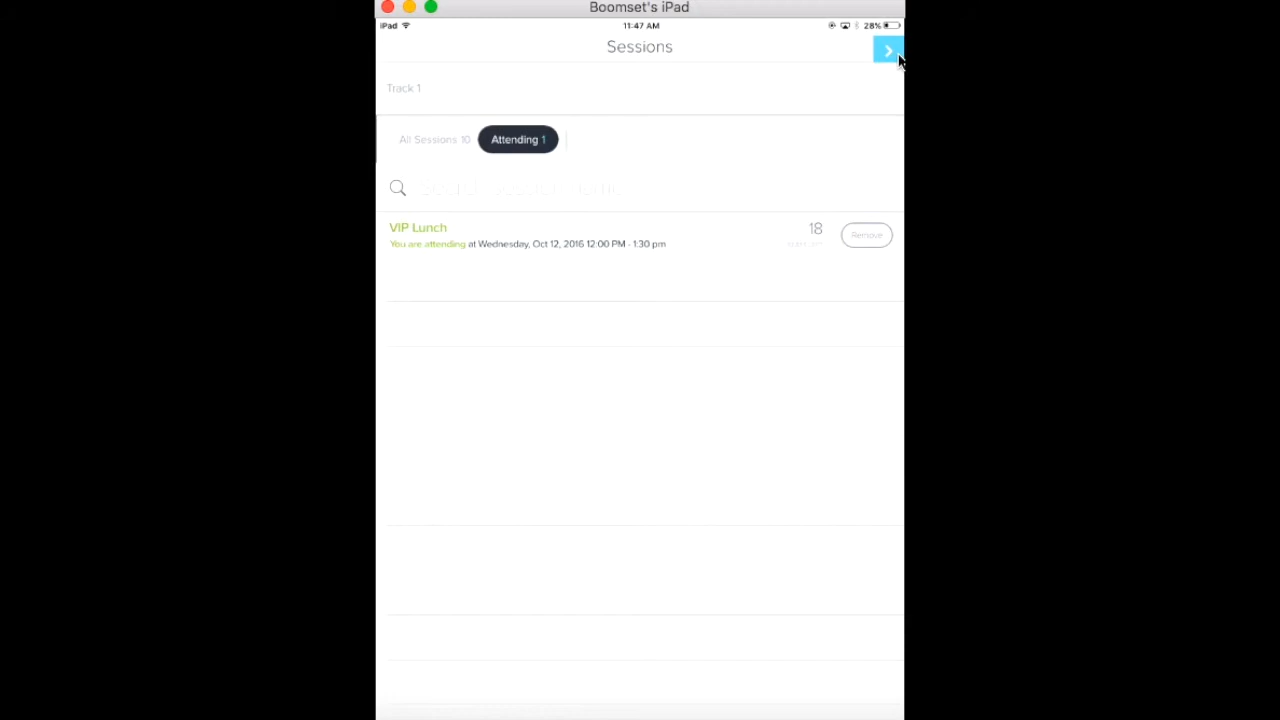 Boomset's iPad
iPad 11:47 AM 28%
Sessions
Track 1
All Sessions 10 Attending 1
VIP Lunch 18 Remove
You are attending at Wednesday, Oct 12, 2016 12:00 PM - 1:30 pm